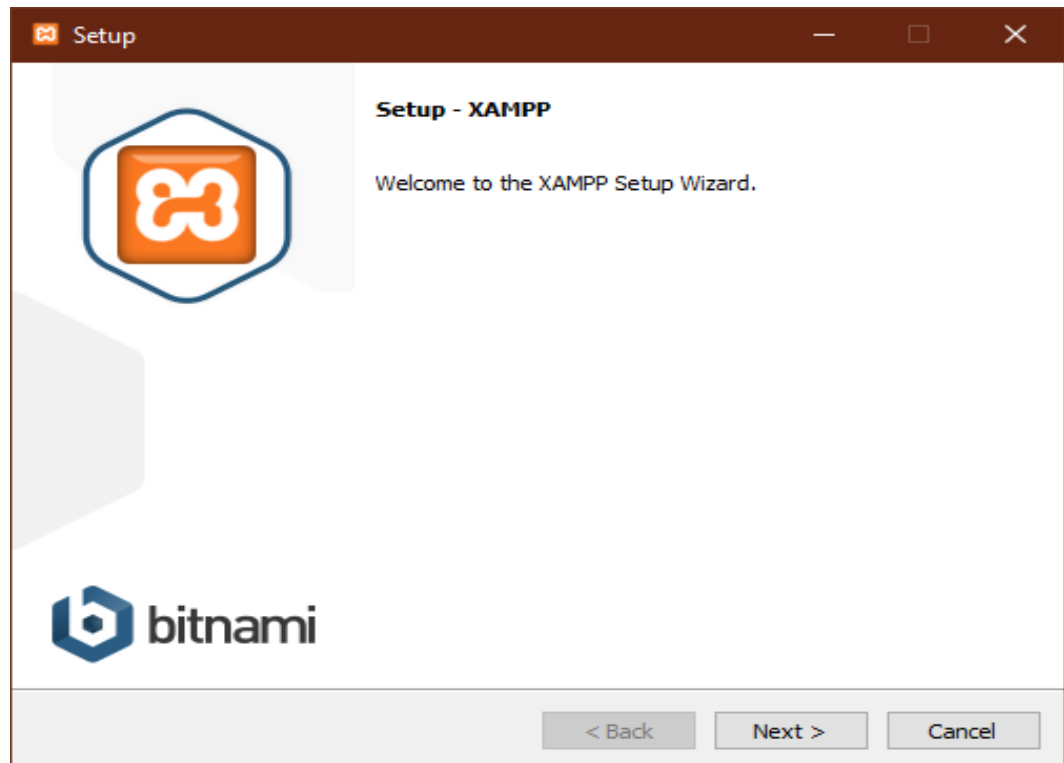 Setup
Setup - XAMPP
Welcome to the XAMPP Setup Wizard.
bitnami
< Back Next > Cancel